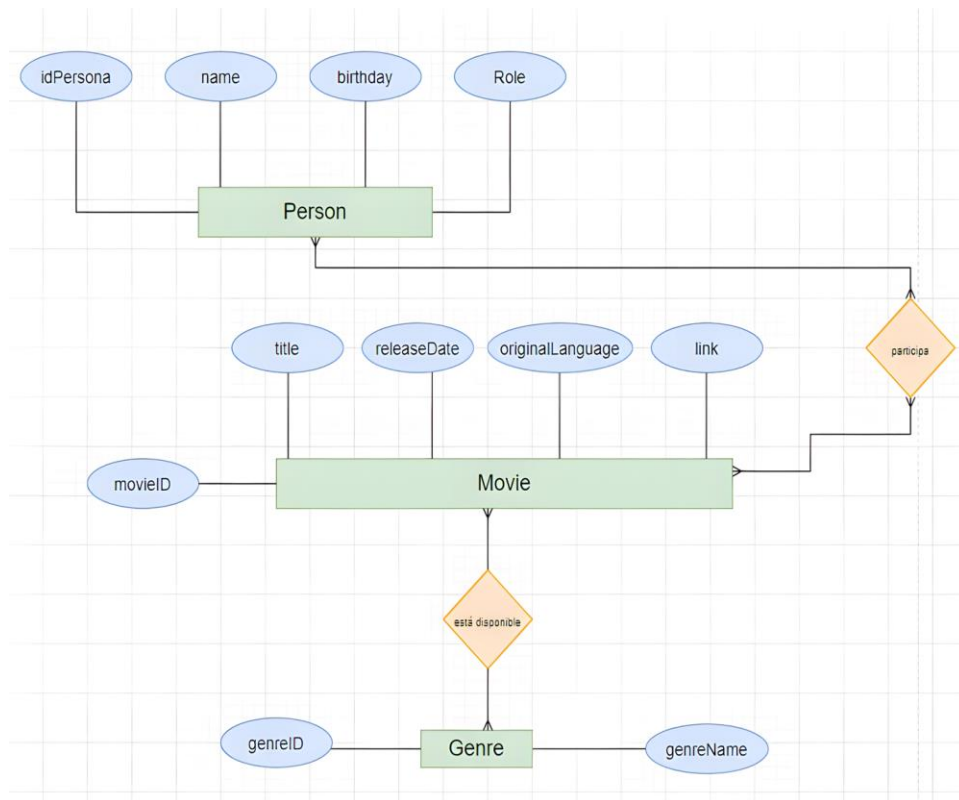 idPersona
name
birthday
Role
Person
title
releaseDate
originalLanguage
link
participa
movieID
Movie
está disponible
genreID
Genre
genreName